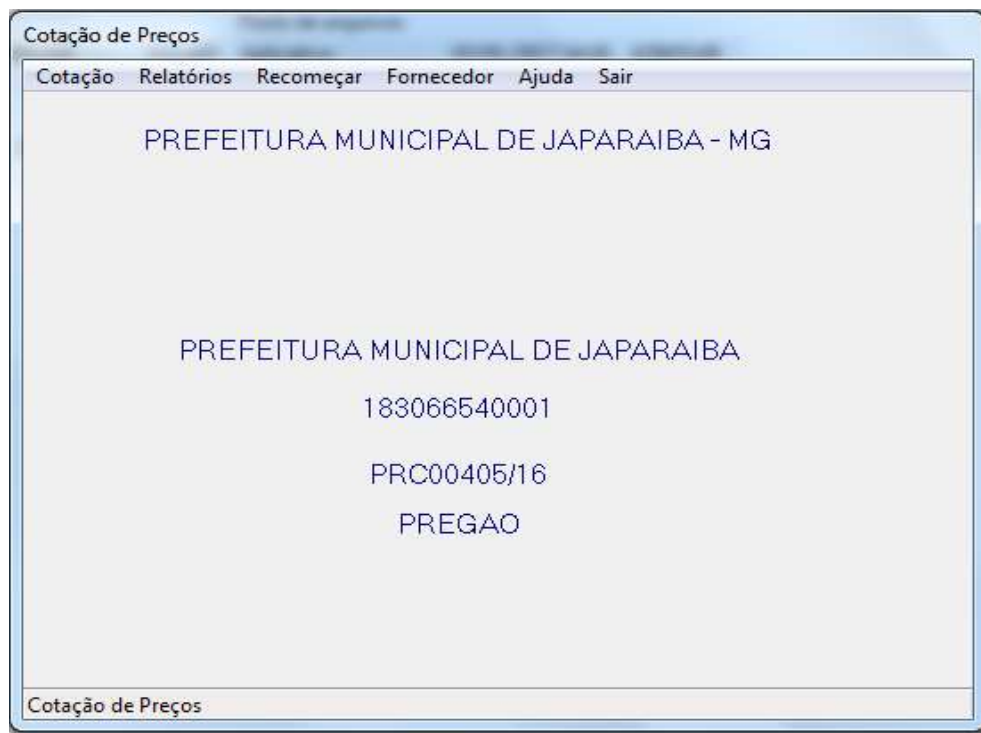 Cotação de Preços
Cotação Relatórios Recomeçar Fornecedor Ajuda Sair
PREFEITURA MUNICIPAL DE JAPARAIBA - MG
PREFEITURA MUNICIPAL DE JAPARAIBA
183066540001
PRC00405/16
PREGAO
Cotação de Preços